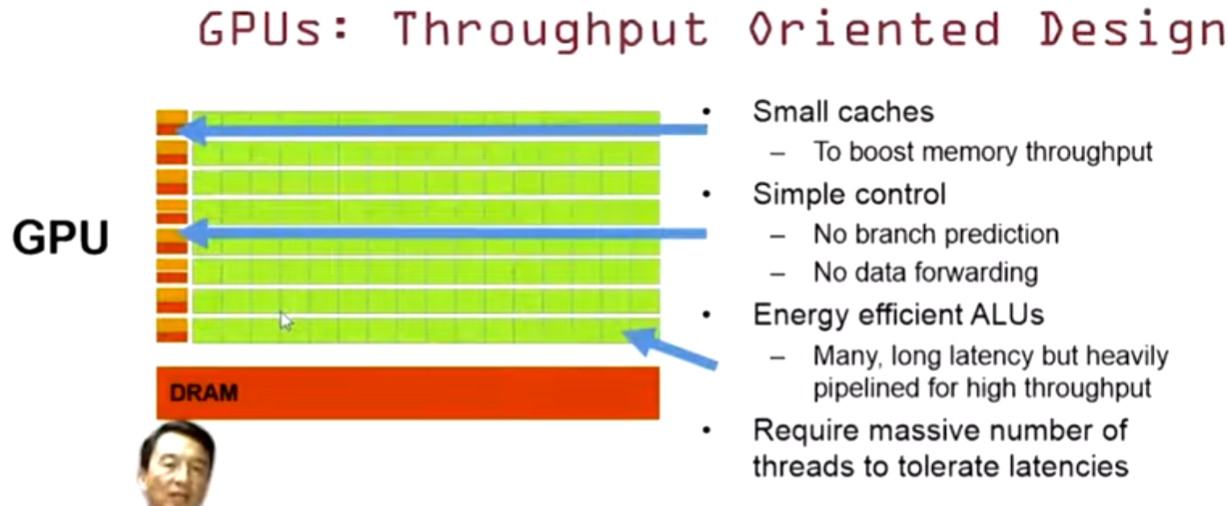 GPUs: Throughput Oriented Design
GPU
DRAM
• Small caches
– To boost memory throughput
• Simple control
– No branch prediction
– No data forwarding
• Energy efficient ALUs
– Many, long latency but heavily
pipelined for high throughput
• Require massive number of
threads to tolerate latencies